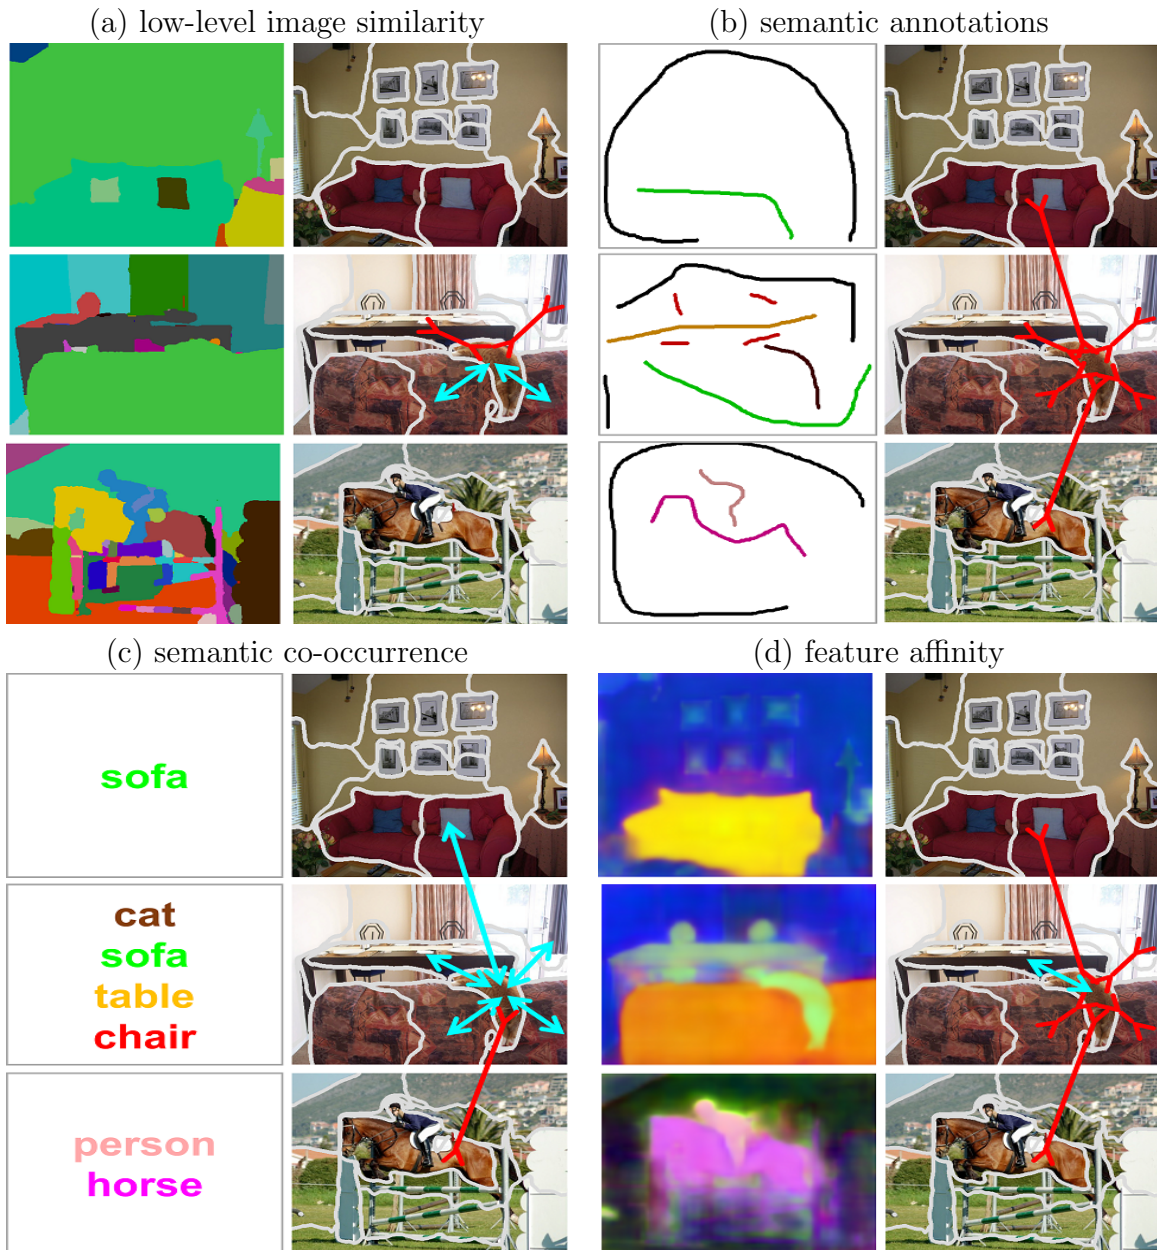 (a) low-level image similarity
(b) semantic annotations
(c) semantic co-occurrence
(d) feature affinity
sofa
cat
sofa
table
chair
person
horse